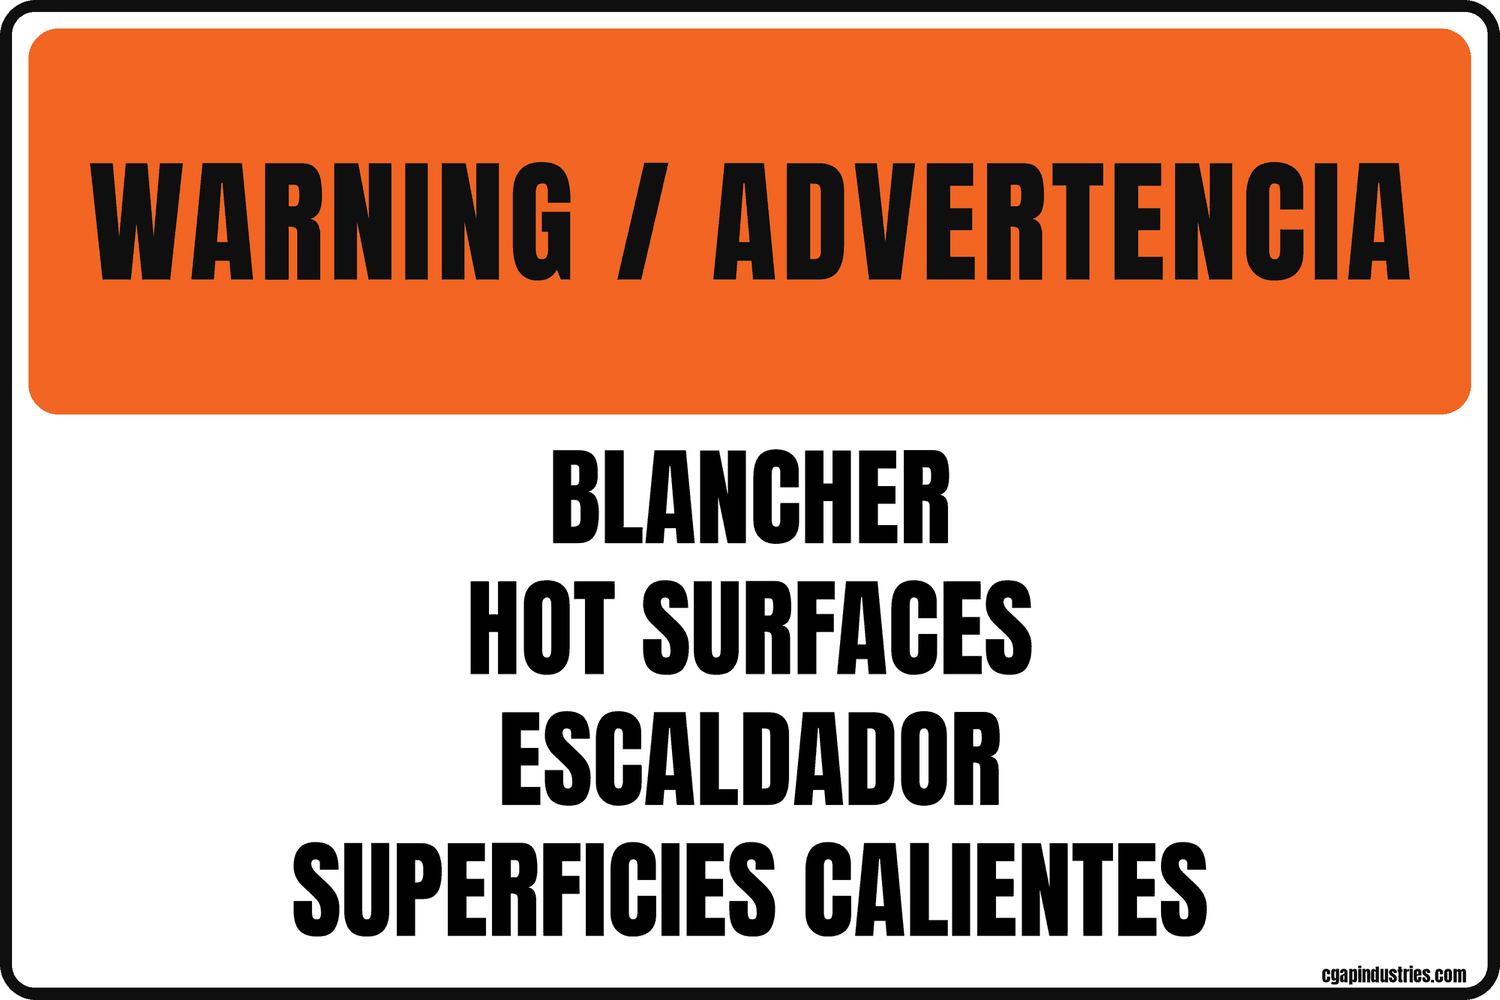 WARNING / ADVERTENCIA
BLANCHER
HOT SURFACES
ESCALDADOR
SUPERFICIES CALIENTES
cgapindustries.com